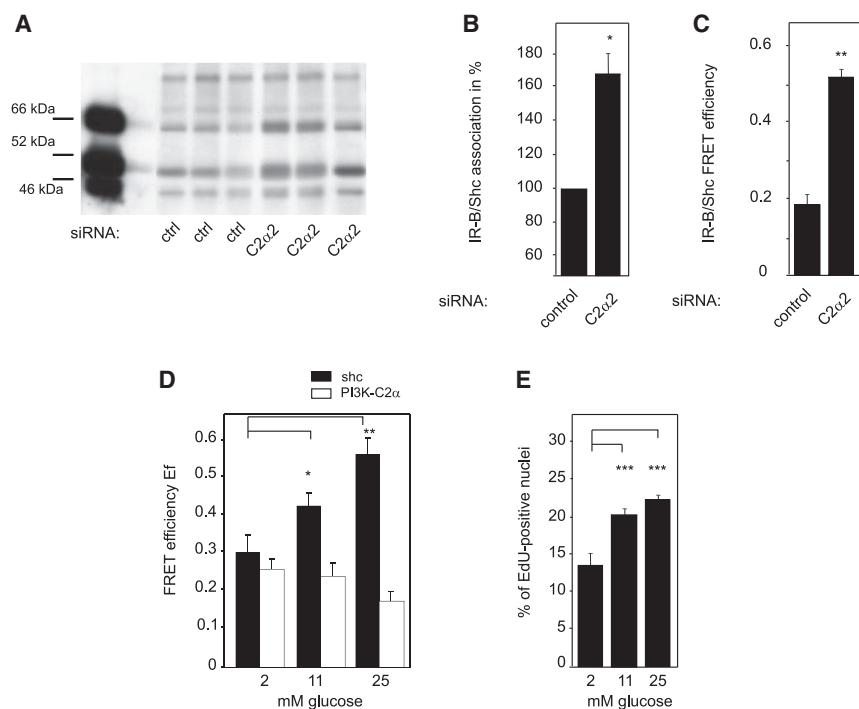 A
66 kDa
52 kDa
46 kDa
siRNA:
ctrl
ctrl
ctrl
C2α2
C2α2
C2α2
B
IR-B/Shc association in %
180
160
140
120
100
80
60
*
siRNA:
control
C2α2
C
IR-B/Shc FRET efficiency
0.6
0.4
0.2
0
**
siRNA:
control
C2α2
D
shc
PI3K-C2α
FRET efficiency Ef
0.6
0.5
0.4
0.3
0.2
0.1
0
*
**
2 11 25
mM glucose
E
% of EdU-positive nuclei
30
25
20
15
10
5
0
*** ***
2 11 25
mM glucose